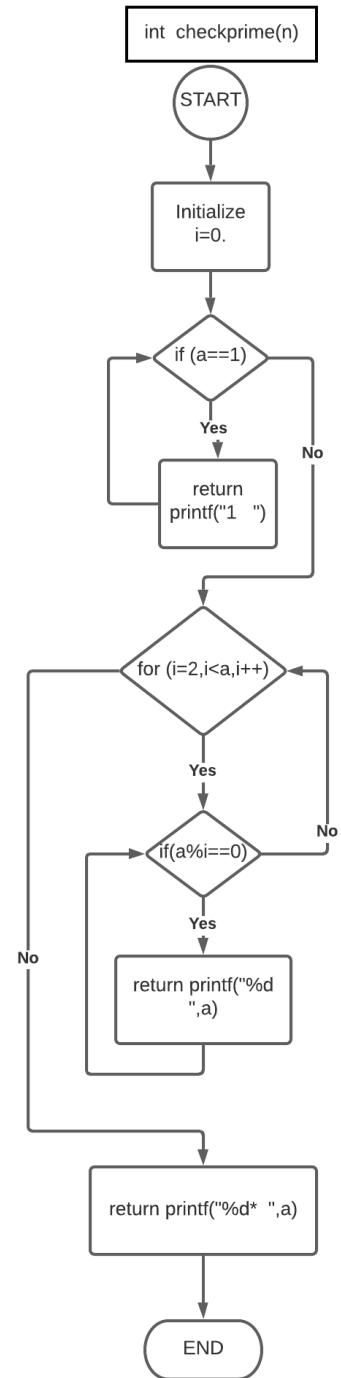 int checkprime(n)
START
Initialize
i=0.
if (a==1)
Yes
No
return
printf("1 ")
for (i=2,i<a,i++)
Yes
No
if(a%i==0)
Yes
No
return printf("%d
",a)
return printf("%d* ",a)
END